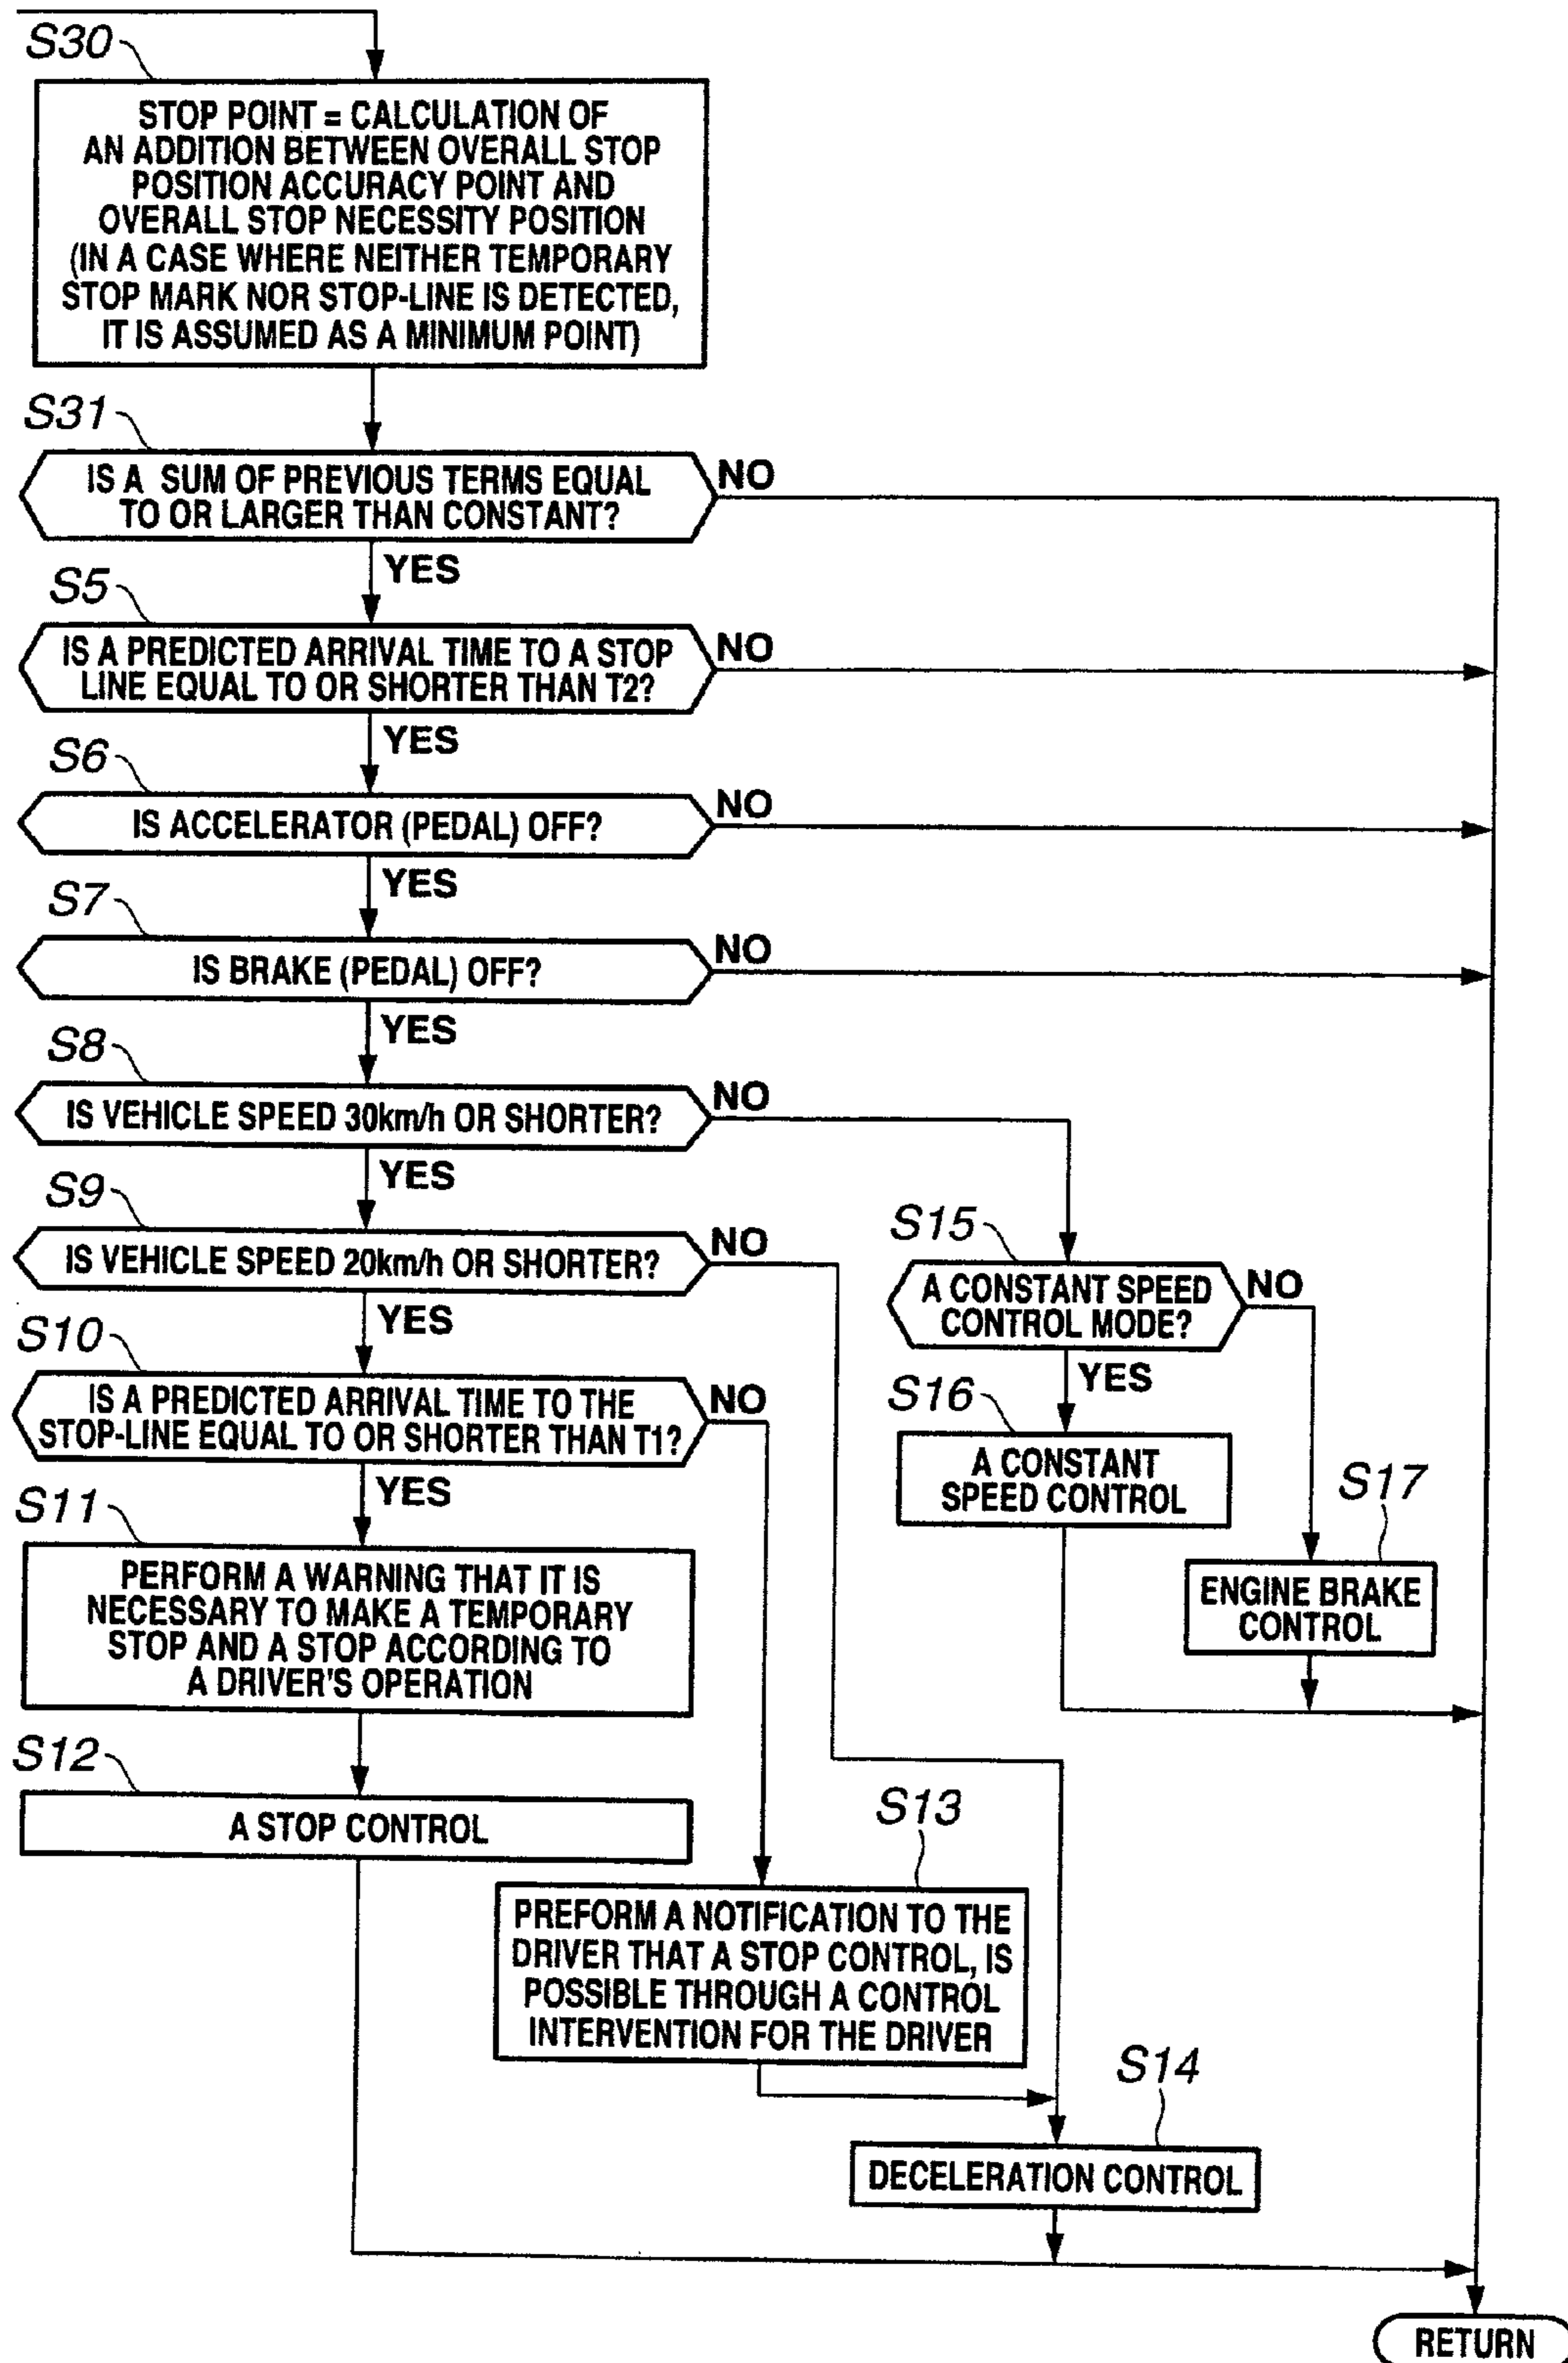 S30
STOP POINT = CALCULATION OF
AN ADDITION BETWEEN OVERALL STOP
POSITION ACCURACY POINT AND
OVERALL STOP NECESSITY POSITION
(IN A CASE WHERE NEITHER TEMPORARY
STOP MARK NOR STOP-LINE IS DETECTED,
IT IS ASSUMED AS A MINIMUM POINT)
S31
IS A SUM OF PREVIOUS TERMS EQUAL
TO OR LARGER THAN CONSTANT?
NO
YES
S5
IS A PREDICTED ARRIVAL TIME TO A STOP
LINE EQUAL TO OR SHORTER THAN T2?
NO
YES
S6
IS ACCELERATOR (PEDAL) OFF?
NO
YES
S7
IS BRAKE (PEDAL) OFF?
NO
YES
S8
IS VEHICLE SPEED 30km/h OR SHORTER?
NO
YES
S9
IS VEHICLE SPEED 20km/h OR SHORTER?
NO
YES
S15
A CONSTANT SPEED
CONTROL MODE?
NO
YES
S10
IS A PREDICTED ARRIVAL TIME TO THE
STOP-LINE EQUAL TO OR SHORTER THAN T1?
NO
YES
S16
A CONSTANT
SPEED CONTROL
S17
ENGINE BRAKE
CONTROL
S11
PERFORM A WARNING THAT IT IS
NECESSARY TO MAKE A TEMPORARY
STOP AND A STOP ACCORDING TO
A DRIVER'S OPERATION
S12
A STOP CONTROL
S13
PREFORM A NOTIFICATION TO THE
DRIVER THAT A STOP CONTROL, IS
POSSIBLE THROUGH A CONTROL
INTERVENTION FOR THE DRIVER
S14
DECELERATION CONTROL
RETURN